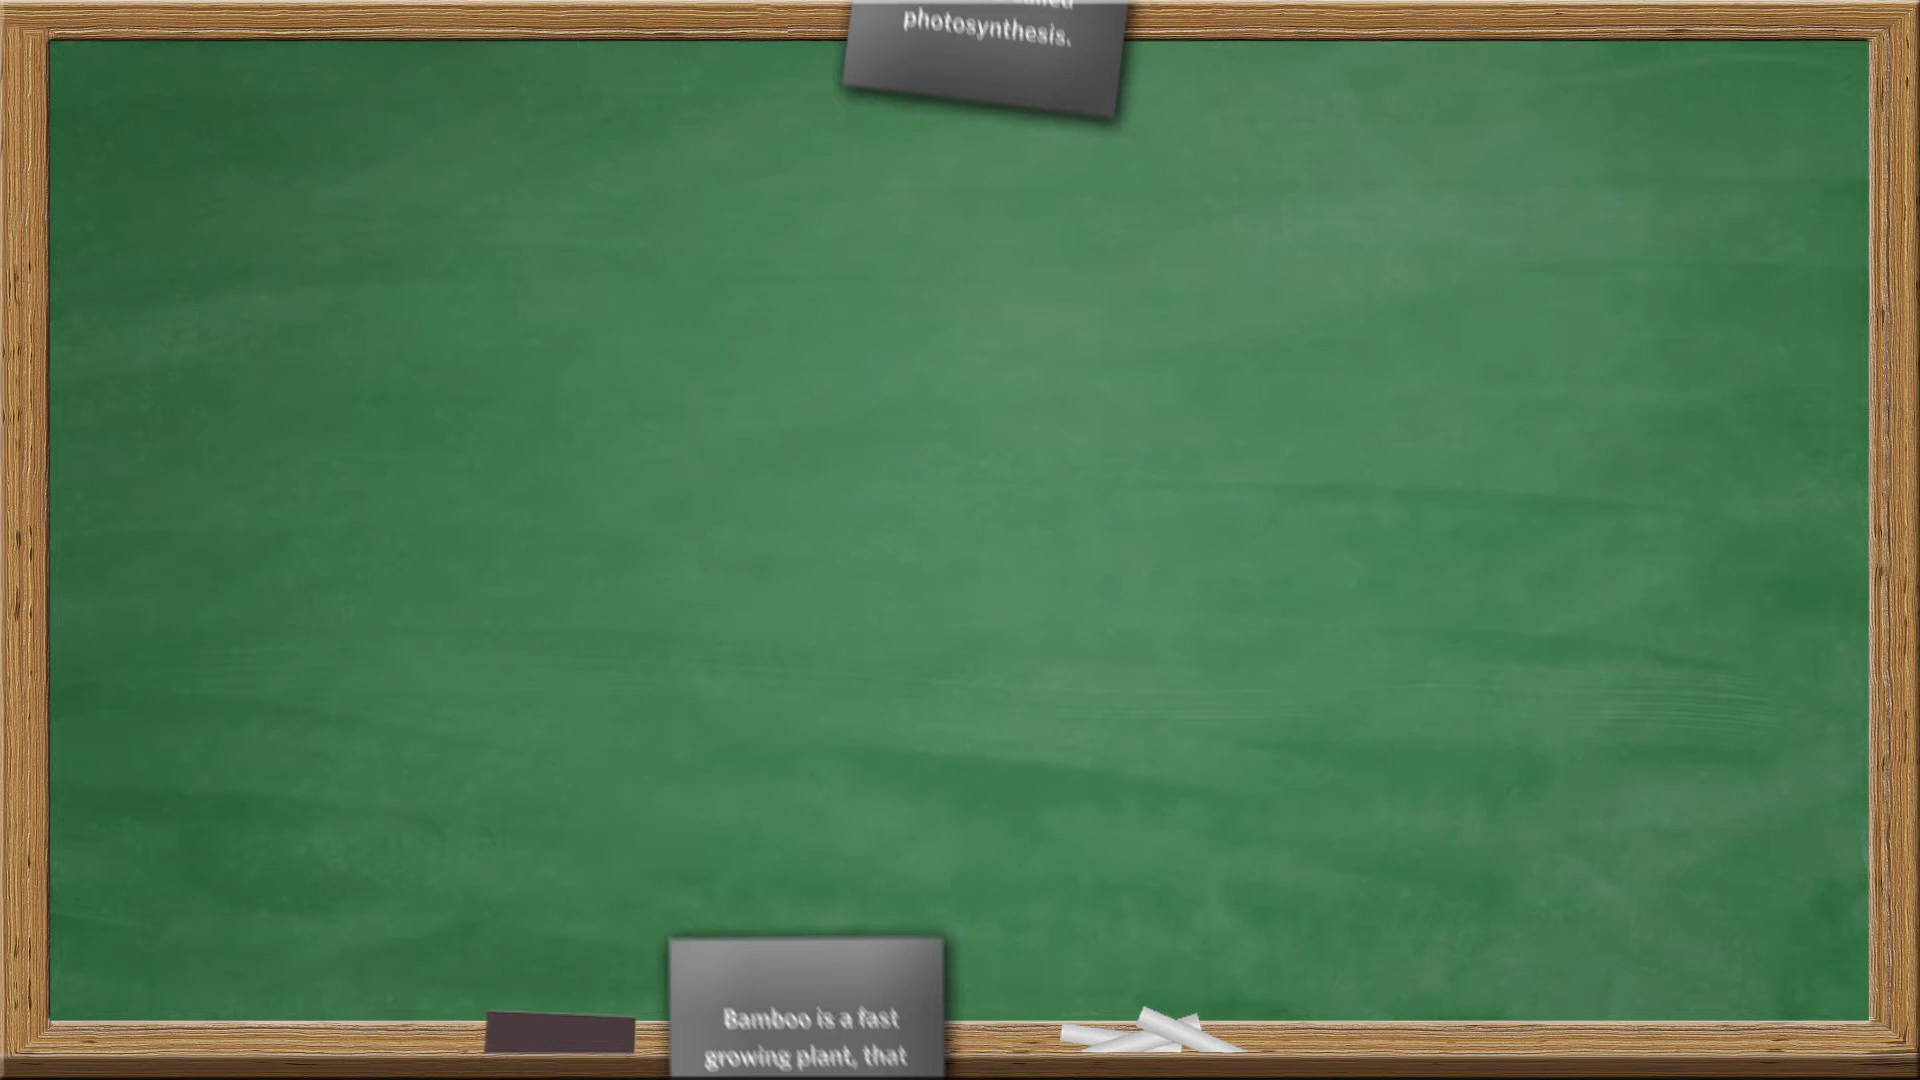 photosynthesis.
Bamboo is a fast
growing plant, that